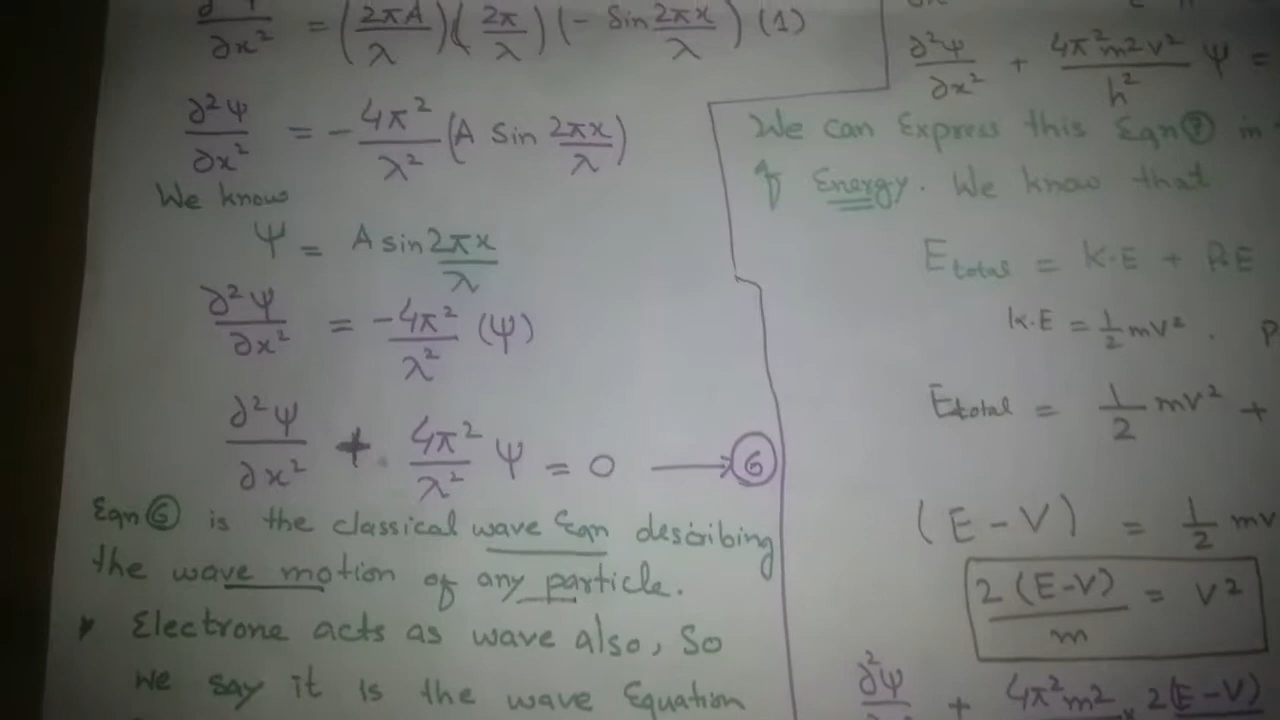 ∂x² = (2πA/λ)(2π/λ)(- Sin 2πx/λ) (1)
∂²ψ/∂x² = - 4π²/λ² (A Sin 2πx/λ)
We know
ψ = A sin 2πx/λ
∂²ψ/∂x² = -4π²/λ² (ψ)
∂²ψ/∂x² + 4π²/λ² ψ = 0 → ⑥
Eqn ⑥ is the classical wave Eqn describing
the wave motion of any particle.
Electrone acts as wave also, So
we say it is the wave Equation
∂²ψ/∂x² + 4π²m²v²/h² ψ =
We can Express this Eqn ⑦ in
of Energy. We know that
Etotal = K.E + P.E
K.E = 1/2 mv² . P
Etotal = 1/2 mv² +
(E - V) = 1/2 mv
2(E-V)/m = v²
∂²ψ + 4π²m² × 2(E-V)